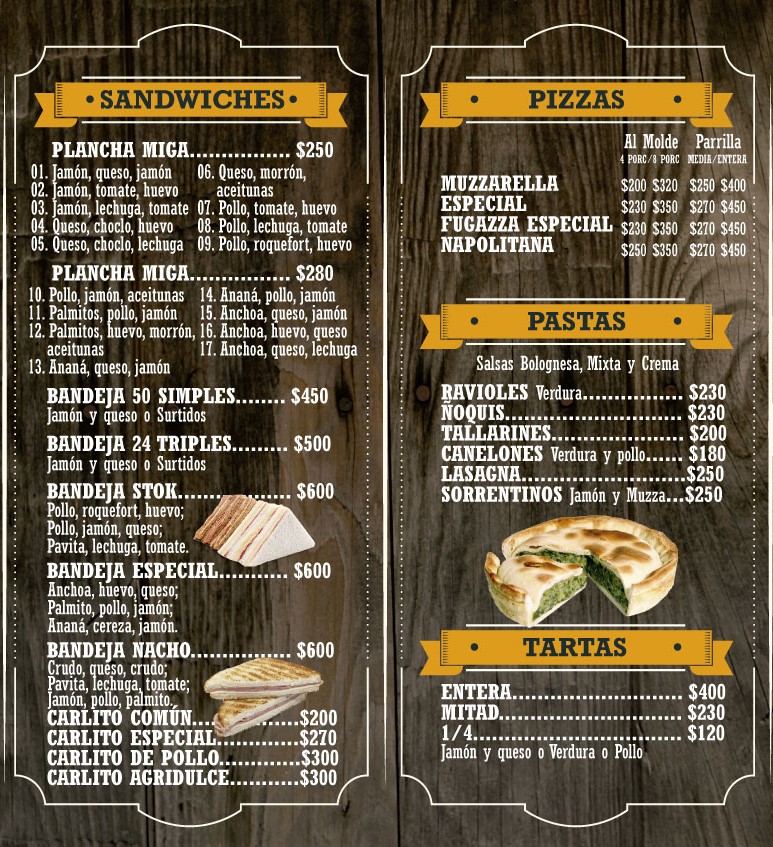 • SANDWICHES •
PLANCHA MIGA................ $250
01. Jamón, queso, jamón
02. Jamón, tomate, huevo
03. Jamón, lechuga, tomate
04. Queso, choclo, huevo
05. Queso, choclo, lechuga
06. Queso, morrón,
aceitunas
07. Pollo, tomate, huevo
08. Pollo, lechuga, tomate
09. Pollo, roquefort, huevo
PLANCHA MIGA................ $280
10. Pollo, jamón, aceitunas
11. Palmitos, pollo, jamón
12. Palmitos, huevo, morrón,
aceitunas
13. Ananá, queso, jamón
14. Ananá, pollo, jamón
15. Anchoa, queso, jamón
16. Anchoa, huevo, queso
17. Anchoa, queso, lechuga
BANDEJA 50 SIMPLES........ $450
Jamón y queso o Surtidos
BANDEJA 24 TRIPLES......... $500
Jamón y queso o Surtidos
BANDEJA STOK.................. $600
Pollo, roquefort, huevo;
Pollo, jamón, queso;
Pavita, lechuga, tomate.
BANDEJA ESPECIAL........... $600
Anchoa, huevo, queso;
Palmito, pollo, jamón;
Ananá, cereza, jamón.
BANDEJA NACHO................ $600
Crudo, queso, crudo;
Pavita, lechuga, tomate;
Jamón, pollo, palmito.
CARLITO COMÚN.................$200
CARLITO ESPECIAL.............$270
CARLITO DE POLLO.............$300
CARLITO AGRIDULCE...........$300
• PIZZAS •
Al Molde Parrilla
4 PORC/8 PORC MEDIA/ENTERA
MUZZARELLA $200 $320 $250 $400
ESPECIAL $230 $350 $270 $450
FUGAZZA ESPECIAL $230 $350 $270 $450
NAPOLITANA $250 $350 $270 $450
• PASTAS •
Salsas Bolognesa, Mixta y Crema
RAVIOLES Verdura................ $230
ÑOQUIS............................ $230
TALLARINES..................... $200
CANELONES Verdura y pollo...... $180
LASAGNA..........................$250
SORRENTINOS Jamón y Muzza...$250
• TARTAS •
ENTERA........................... $400
MITAD............................. $230
1/4................................. $120
Jamón y queso o Verdura o Pollo